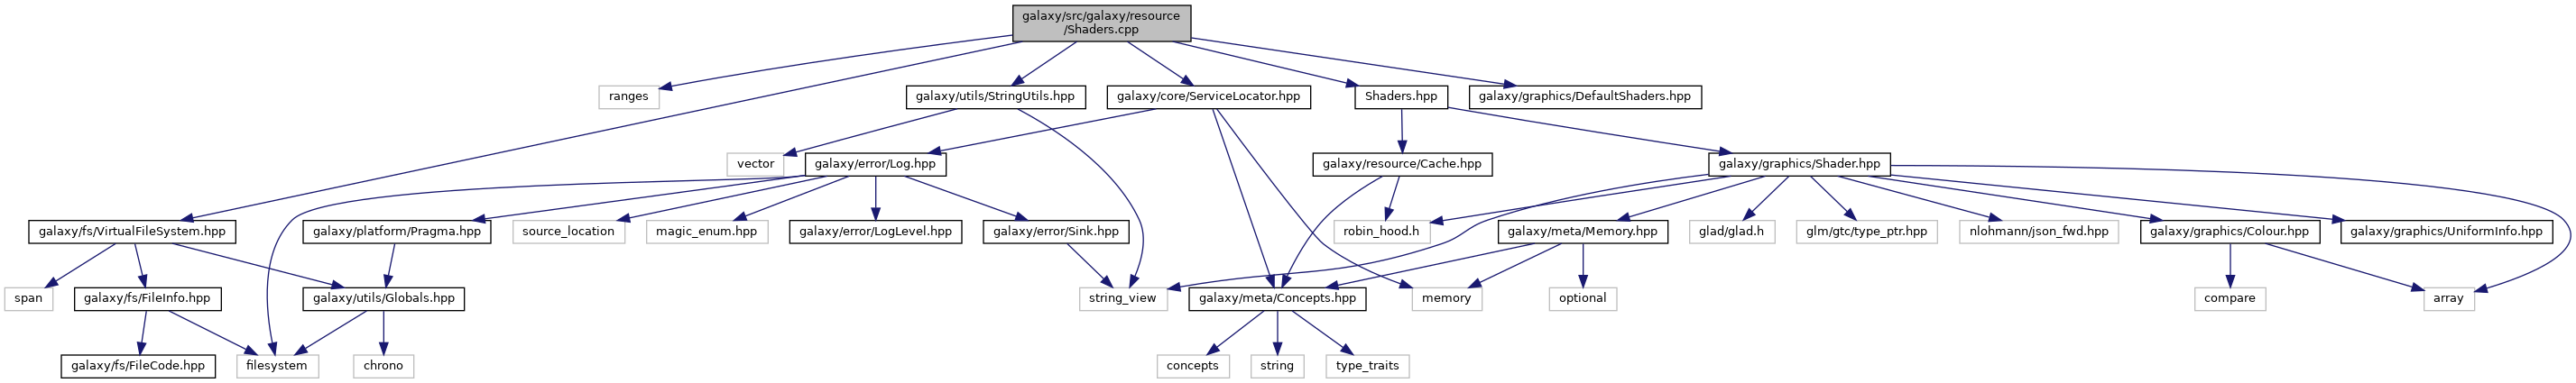 galaxy/src/galaxy/resource
/Shaders.cpp
ranges
galaxy/utils/StringUtils.hpp
galaxy/core/ServiceLocator.hpp
Shaders.hpp
galaxy/graphics/DefaultShaders.hpp
vector
galaxy/error/Log.hpp
galaxy/resource/Cache.hpp
galaxy/graphics/Shader.hpp
galaxy/fs/VirtualFileSystem.hpp
galaxy/platform/Pragma.hpp
source_location
magic_enum.hpp
galaxy/error/LogLevel.hpp
galaxy/error/Sink.hpp
robin_hood.h
galaxy/meta/Memory.hpp
glad/glad.h
glm/gtc/type_ptr.hpp
nlohmann/json_fwd.hpp
galaxy/graphics/Colour.hpp
galaxy/graphics/UniformInfo.hpp
span
galaxy/fs/FileInfo.hpp
galaxy/utils/Globals.hpp
string_view
galaxy/meta/Concepts.hpp
memory
optional
compare
array
galaxy/fs/FileCode.hpp
filesystem
chrono
concepts
string
type_traits